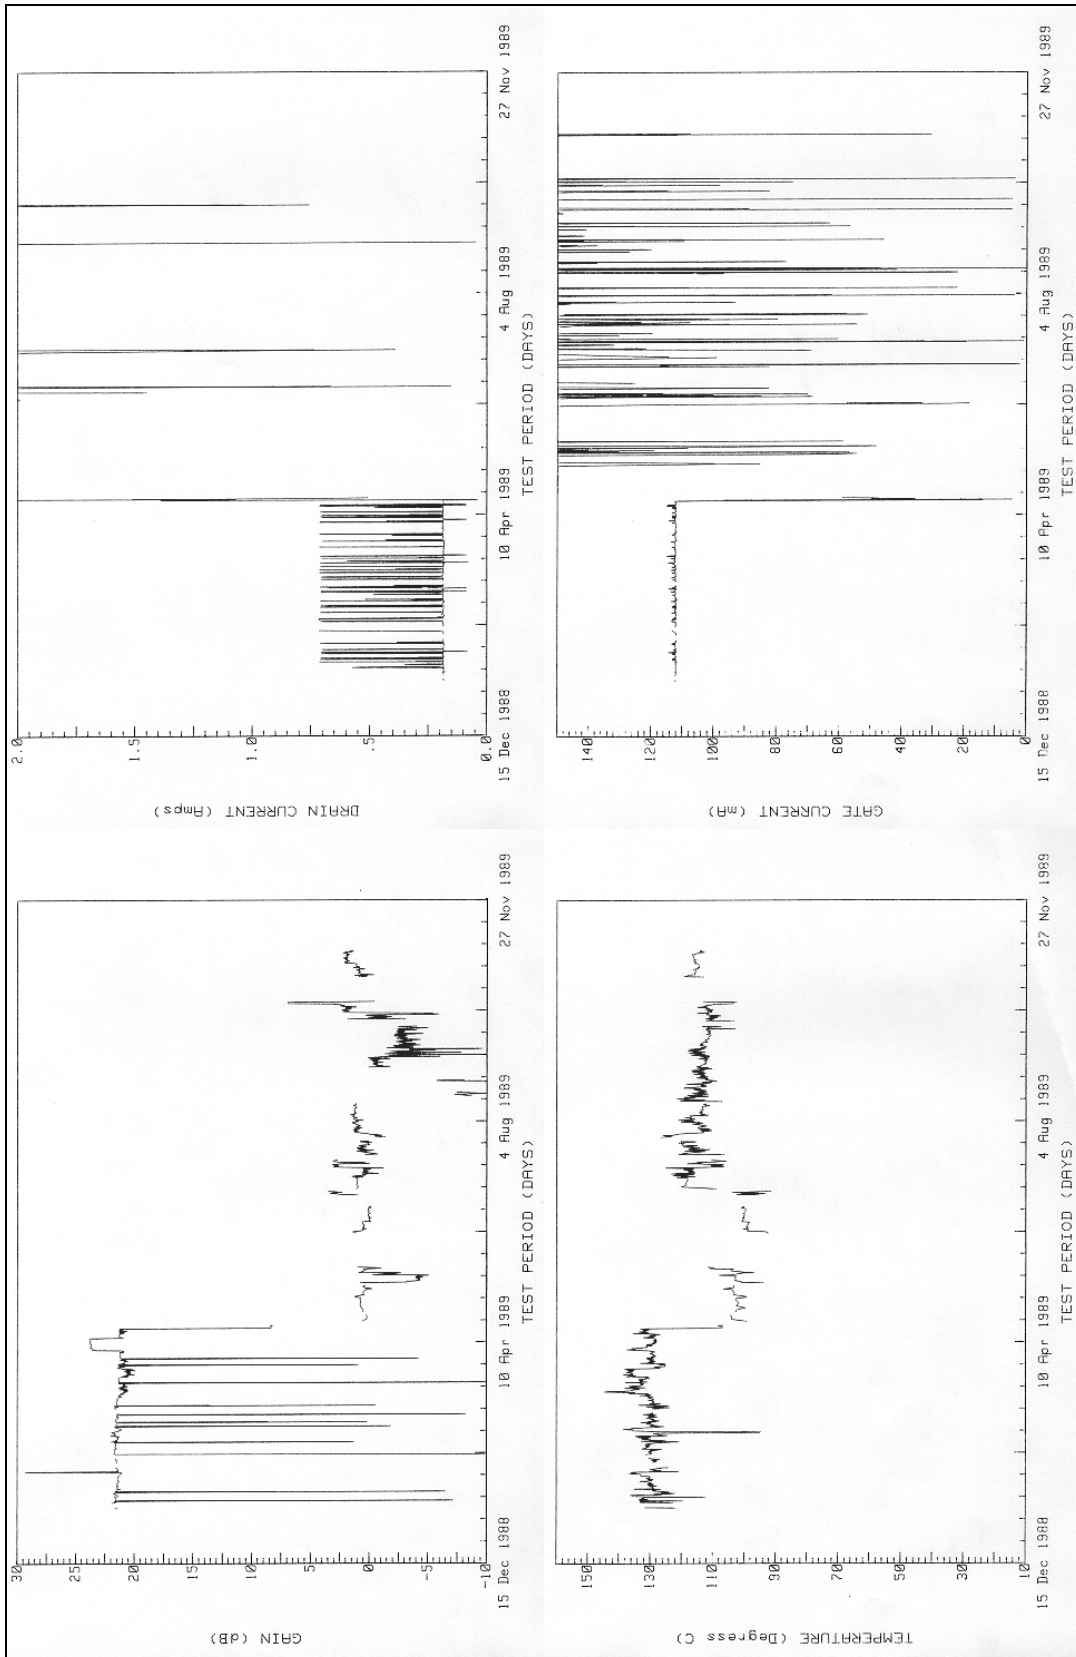 GAIN (dB)
30
25
20
15
10
5
0
-5
-10
15 Dec 1988
10 Apr 1989
4 Aug 1989
27 Nov 1989
TEST PERIOD (DAYS)
DRAIN CURRENT (Amps)
2.0
1.5
1.0
.5
0.0
15 Dec 1988
10 Apr 1989
4 Aug 1989
27 Nov 1989
TEST PERIOD (DAYS)
TEMPERATURE (Degress C)
150
130
110
90
70
50
30
10
15 Dec 1988
10 Apr 1989
4 Aug 1989
27 Nov 1989
TEST PERIOD (DAYS)
GATE CURRENT (mA)
140
120
100
80
60
40
20
0
15 Dec 1988
10 Apr 1989
4 Aug 1989
27 Nov 1989
TEST PERIOD (DAYS)